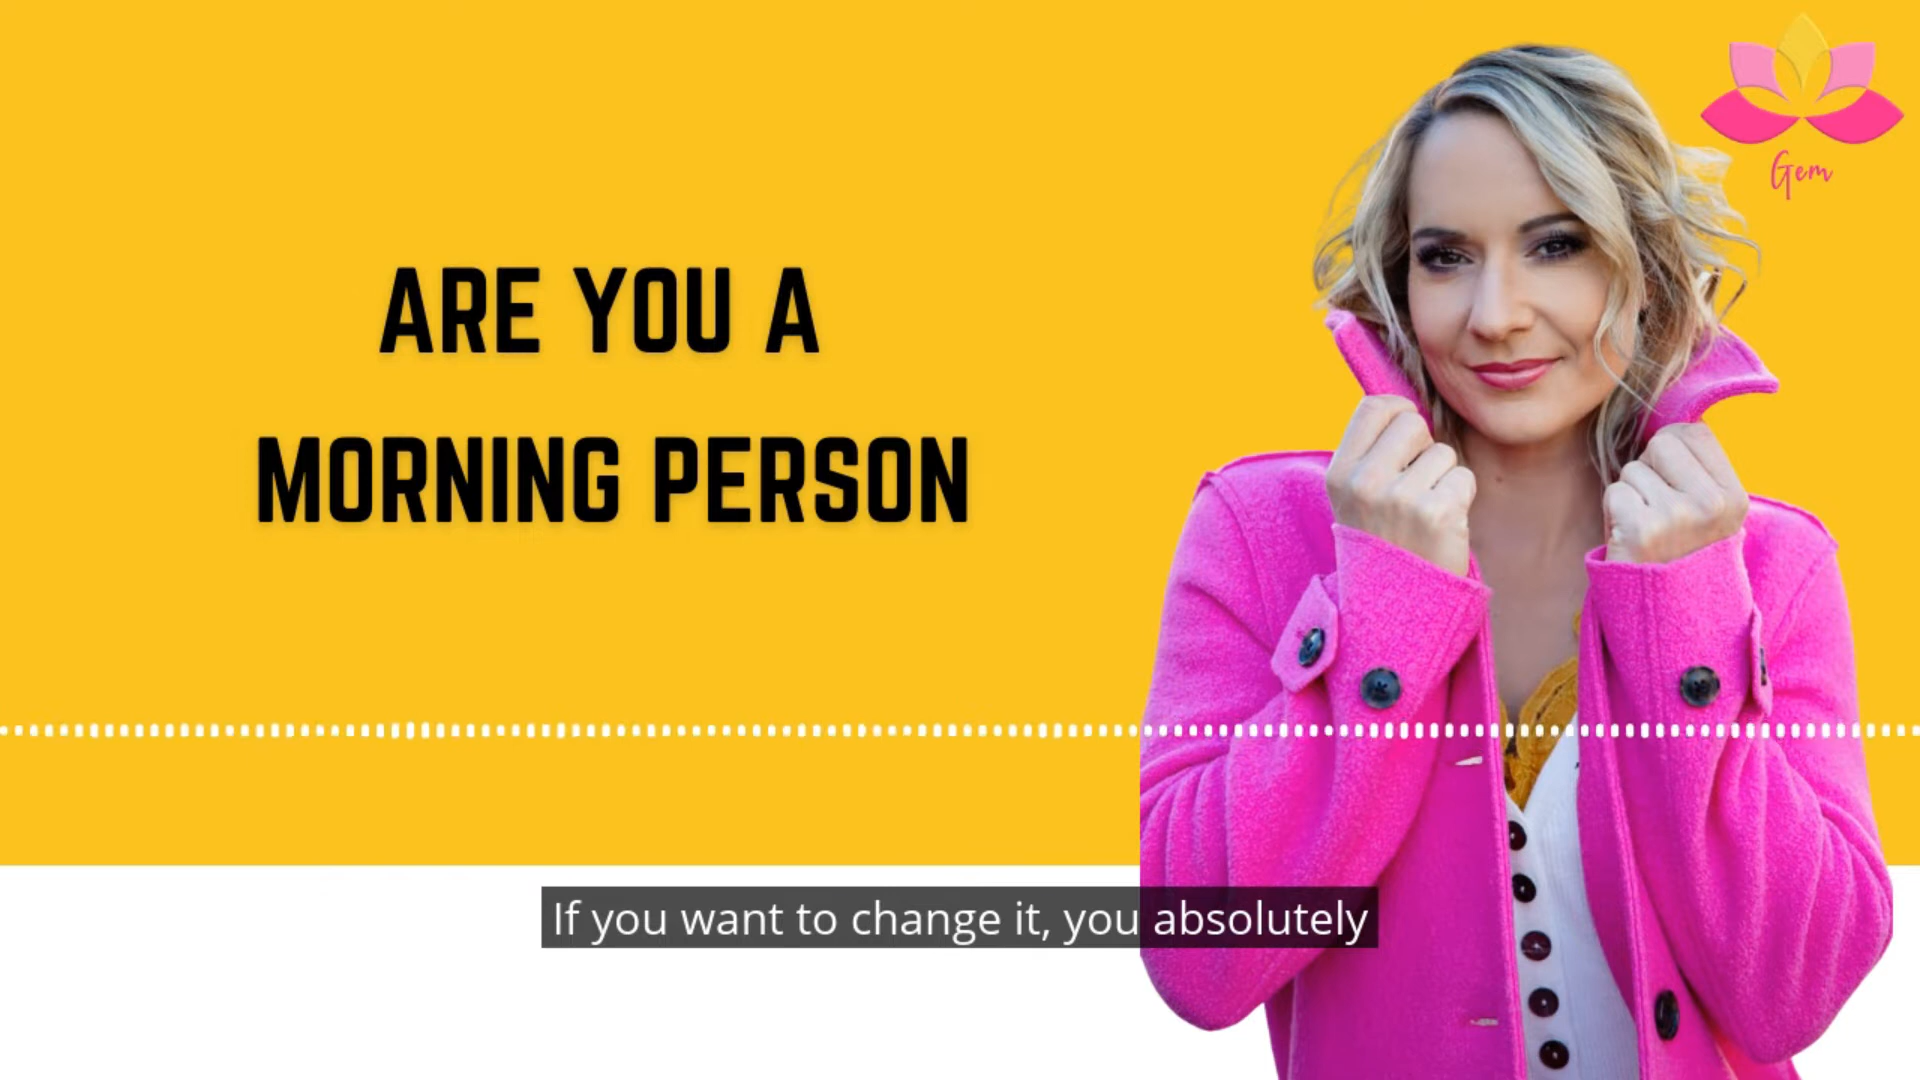 Gem
ARE YOU A
MORNING PERSON
If you want to change it, you absolutely